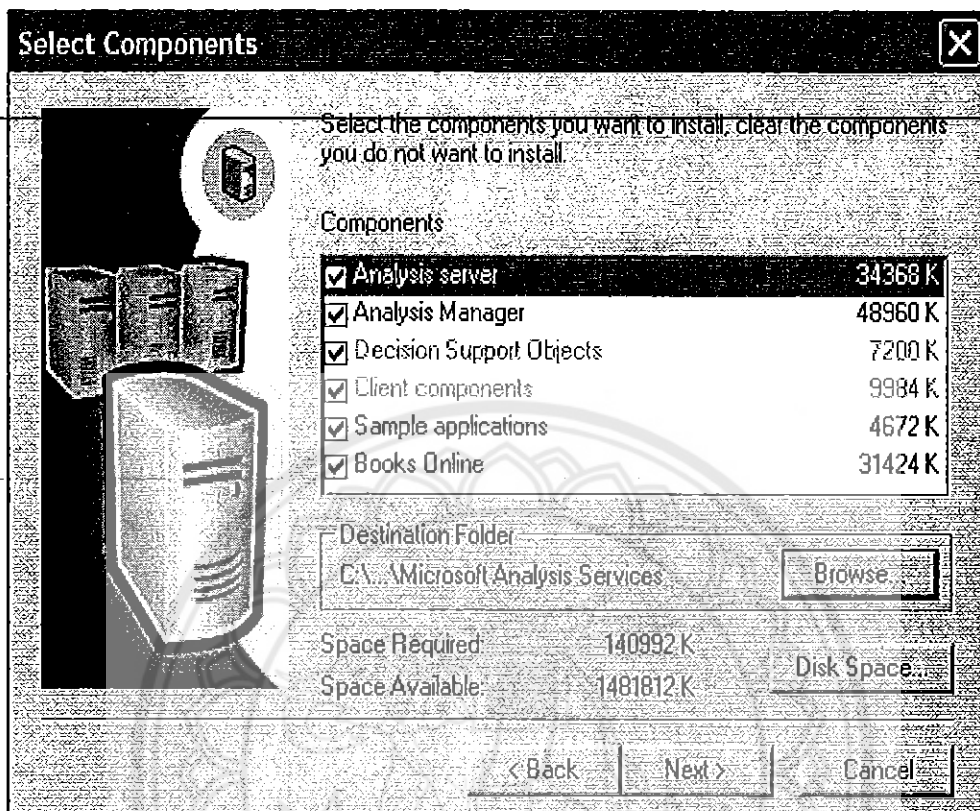 Select Components
Select the components you want to install, clear the components
you do not want to install.
Components
Analysis server 34368 K
Analysis Manager 48960 K
Decision Support Objects 7200 K
Client components 9984 K
Sample applications 4672 K
Books Online 31424 K
Destination Folder
C:\...\Microsoft Analysis Services
Browse...
Space Required: 140992 K
Space Available: 1481812 K
Disk Space...
< Back Next > Cancel